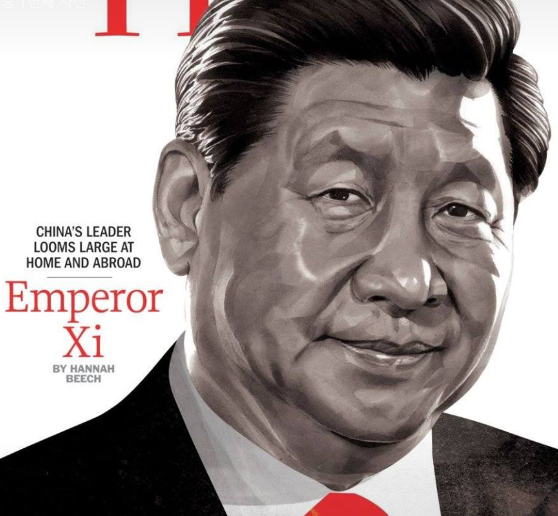 CHINA'S LEADER
LOOMS LARGE AT
HOME AND ABROAD
Emperor
Xi
BY HANNAH
BEECH